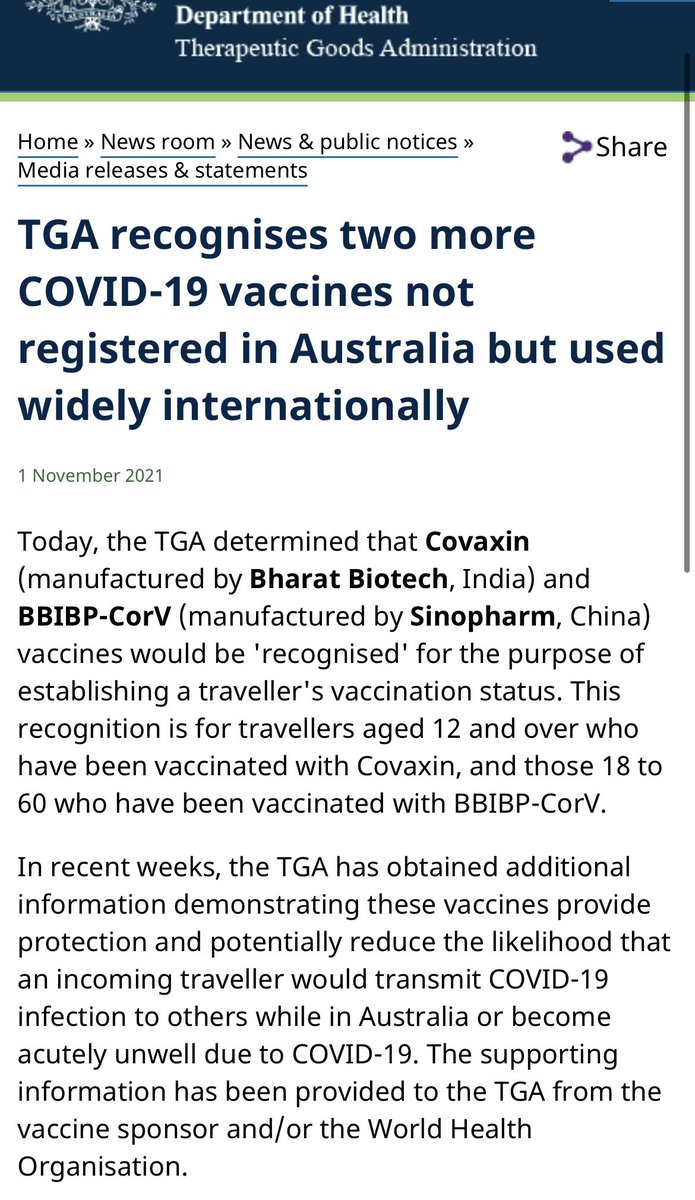 Department of Health
Therapeutic Goods Administration
Home » News room » News & public notices »
Media releases & statements
Share
TGA recognises two more
COVID-19 vaccines not
registered in Australia but used
widely internationally
1 November 2021
Today, the TGA determined that Covaxin
(manufactured by Bharat Biotech, India) and
BBIBP-CorV (manufactured by Sinopharm, China)
vaccines would be 'recognised' for the purpose of
establishing a traveller's vaccination status. This
recognition is for travellers aged 12 and over who
have been vaccinated with Covaxin, and those 18 to
60 who have been vaccinated with BBIBP-CorV.
In recent weeks, the TGA has obtained additional
information demonstrating these vaccines provide
protection and potentially reduce the likelihood that
an incoming traveller would transmit COVID-19
infection to others while in Australia or become
acutely unwell due to COVID-19. The supporting
information has been provided to the TGA from the
vaccine sponsor and/or the World Health
Organisation.